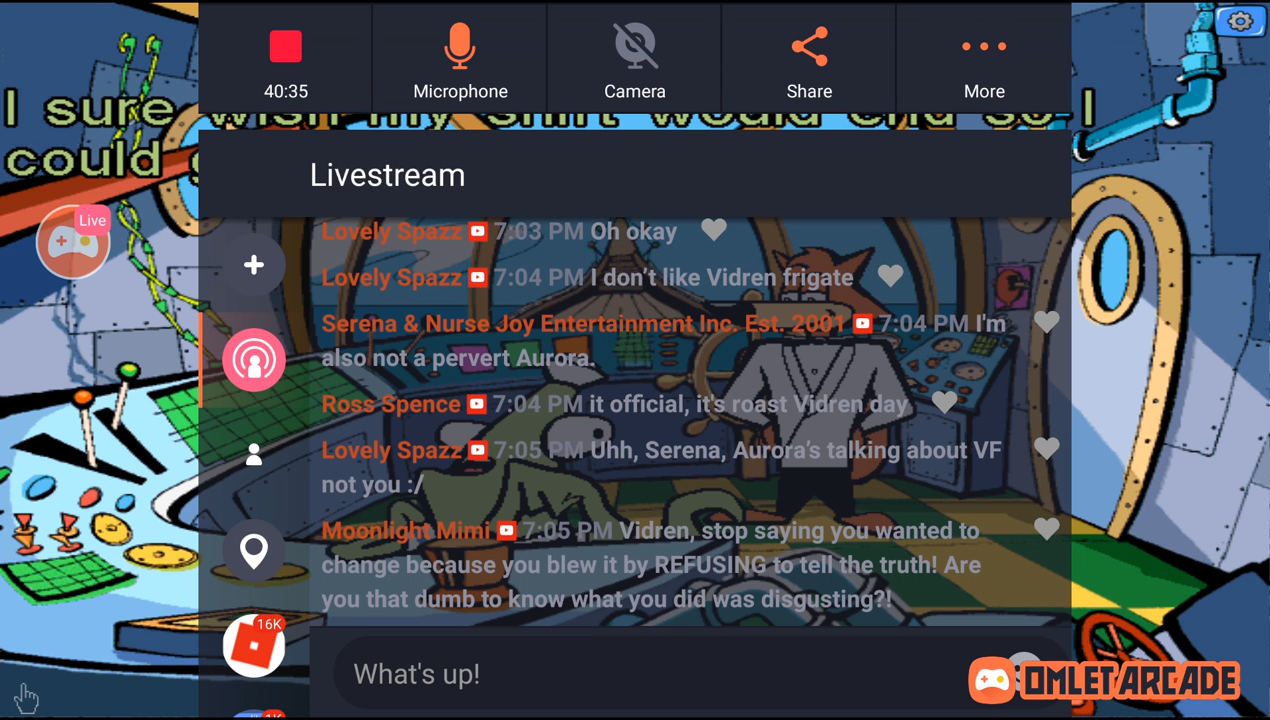 40:35
Microphone
Camera
Share
More
I sure wish my shift would end so I
could
Live
Livestream
Lovely Spazz 7:03 PM Oh okay
Lovely Spazz 7:04 PM I don’t like Vidren frigate
Serena & Nurse Joy Entertainment Inc. Est. 2001 7:04 PM I'm
also not a pervert Aurora.
Ross Spence 7:04 PM it official, it's roast Vidren day
Lovely Spazz 7:05 PM Uhh, Serena, Aurora’s talking about VF
not you :/
Moonlight Mimi 7:05 PM Vidren, stop saying you wanted to
change because you blew it by REFUSING to tell the truth! Are
you that dumb to know what you did was disgusting?!
16K
What's up!
OMLET ARCADE
1K